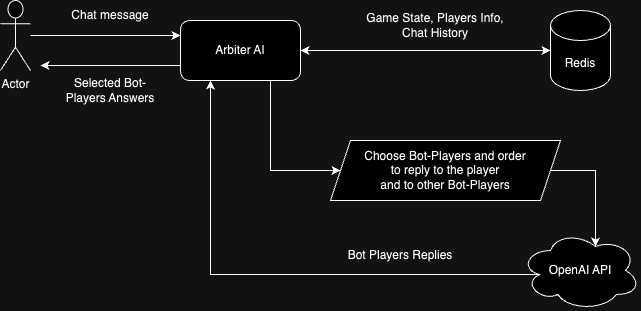 Chat message
Game State, Players Info,
Chat History
Arbiter AI
Redis
Actor
Selected Bot-
Players Answers
Choose Bot-Players and order
to reply to the player
and to other Bot-Players
Bot Players Replies
OpenAI API